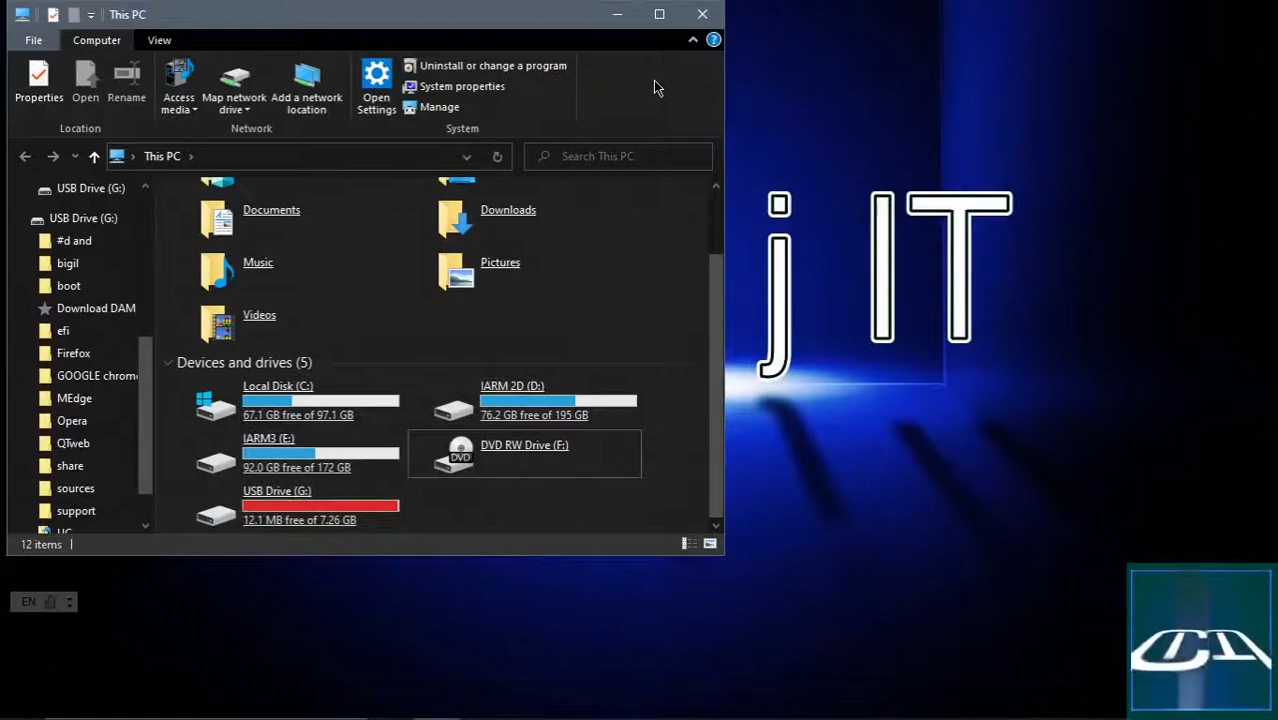 This PC
File Computer View
Properties Open Rename Access media Map network drive Add a network location Open Settings Uninstall or change a program
System properties
Manage
Location Network System
This PC Search This PC
USB Drive (G:)
USB Drive (G:)
#d and
bigil
boot
Download DAM
efi
Firefox
GOOGLE chrome
MEdge
Opera
QTweb
share
sources
support
Documents Downloads
Music Pictures
Videos
Devices and drives (5)
Local Disk (C:)
67.1 GB free of 97.1 GB
IARM 2D (D:)
76.2 GB free of 195 GB
IARM3 (E:)
92.0 GB free of 172 GB
DVD RW Drive (F:)
DVD
USB Drive (G:)
12.1 MB free of 7.26 GB
12 items
j IT
EN